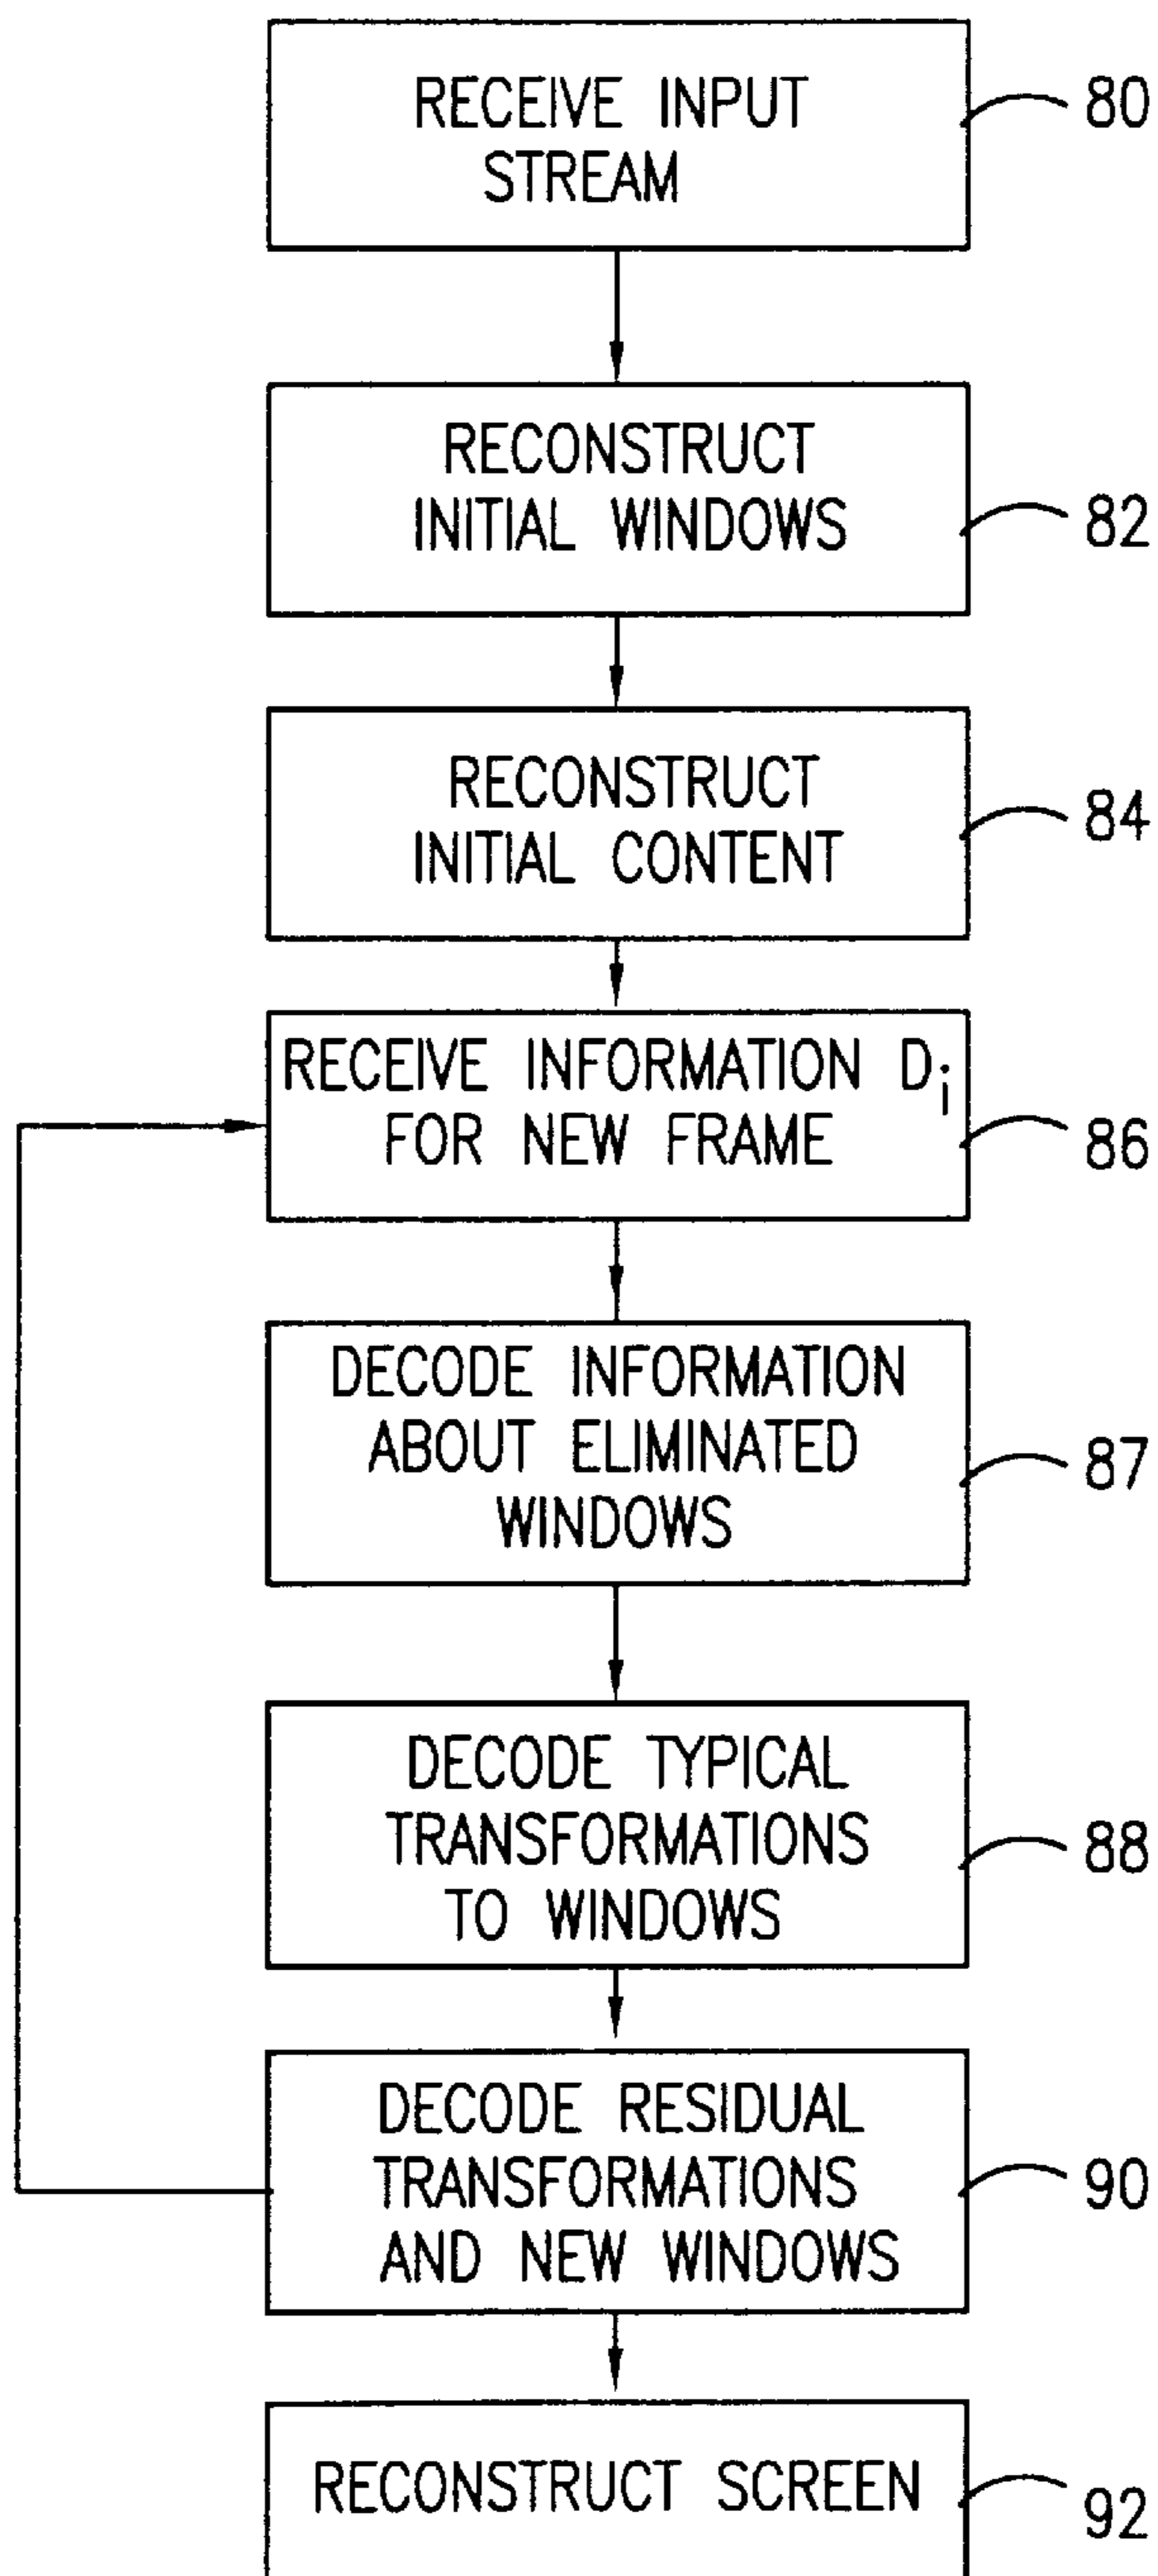 RECEIVE INPUT
STREAM
80
RECONSTRUCT
INITIAL WINDOWS
82
RECONSTRUCT
INITIAL CONTENT
84
RECEIVE INFORMATION Di
FOR NEW FRAME
86
DECODE INFORMATION
ABOUT ELIMINATED
WINDOWS
87
DECODE TYPICAL
TRANSFORMATIONS
TO WINDOWS
88
DECODE RESIDUAL
TRANSFORMATIONS
AND NEW WINDOWS
90
RECONSTRUCT SCREEN
92